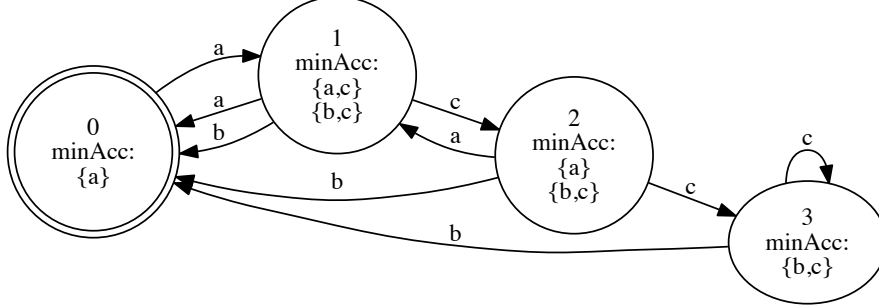 a
1
minAcc:
{a,c}
{b,c}
a
b
c
0
minAcc:
{a}
2
minAcc:
{a}
{b,c}
a
b
c
c
3
minAcc:
{b,c}
b